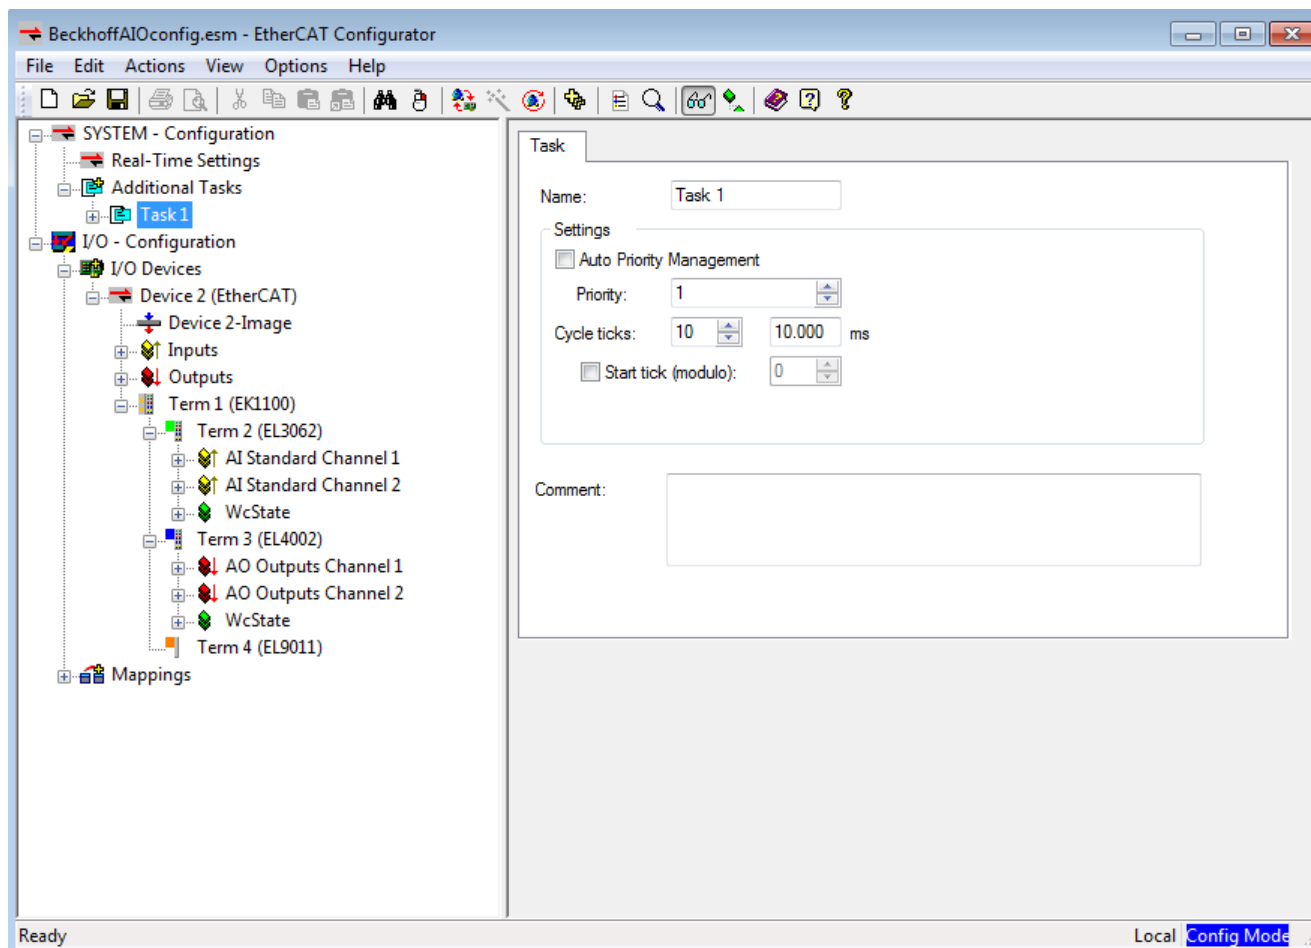 BeckhoffAIOconfig.esm - EtherCAT Configurator
File Edit Actions View Options Help
SYSTEM - Configuration
Real-Time Settings
Additional Tasks
Task 1
I/O - Configuration
I/O Devices
Device 2 (EtherCAT)
Device 2-Image
Inputs
Outputs
Term 1 (EK1100)
Term 2 (EL3062)
AI Standard Channel 1
AI Standard Channel 2
WcState
Term 3 (EL4002)
AO Outputs Channel 1
AO Outputs Channel 2
WcState
Term 4 (EL9011)
Mappings
Task
Name: Task 1
Settings
Auto Priority Management
Priority: 1
Cycle ticks: 10 10.000 ms
Start tick (modulo): 0
Comment:
Ready Local Config Mode